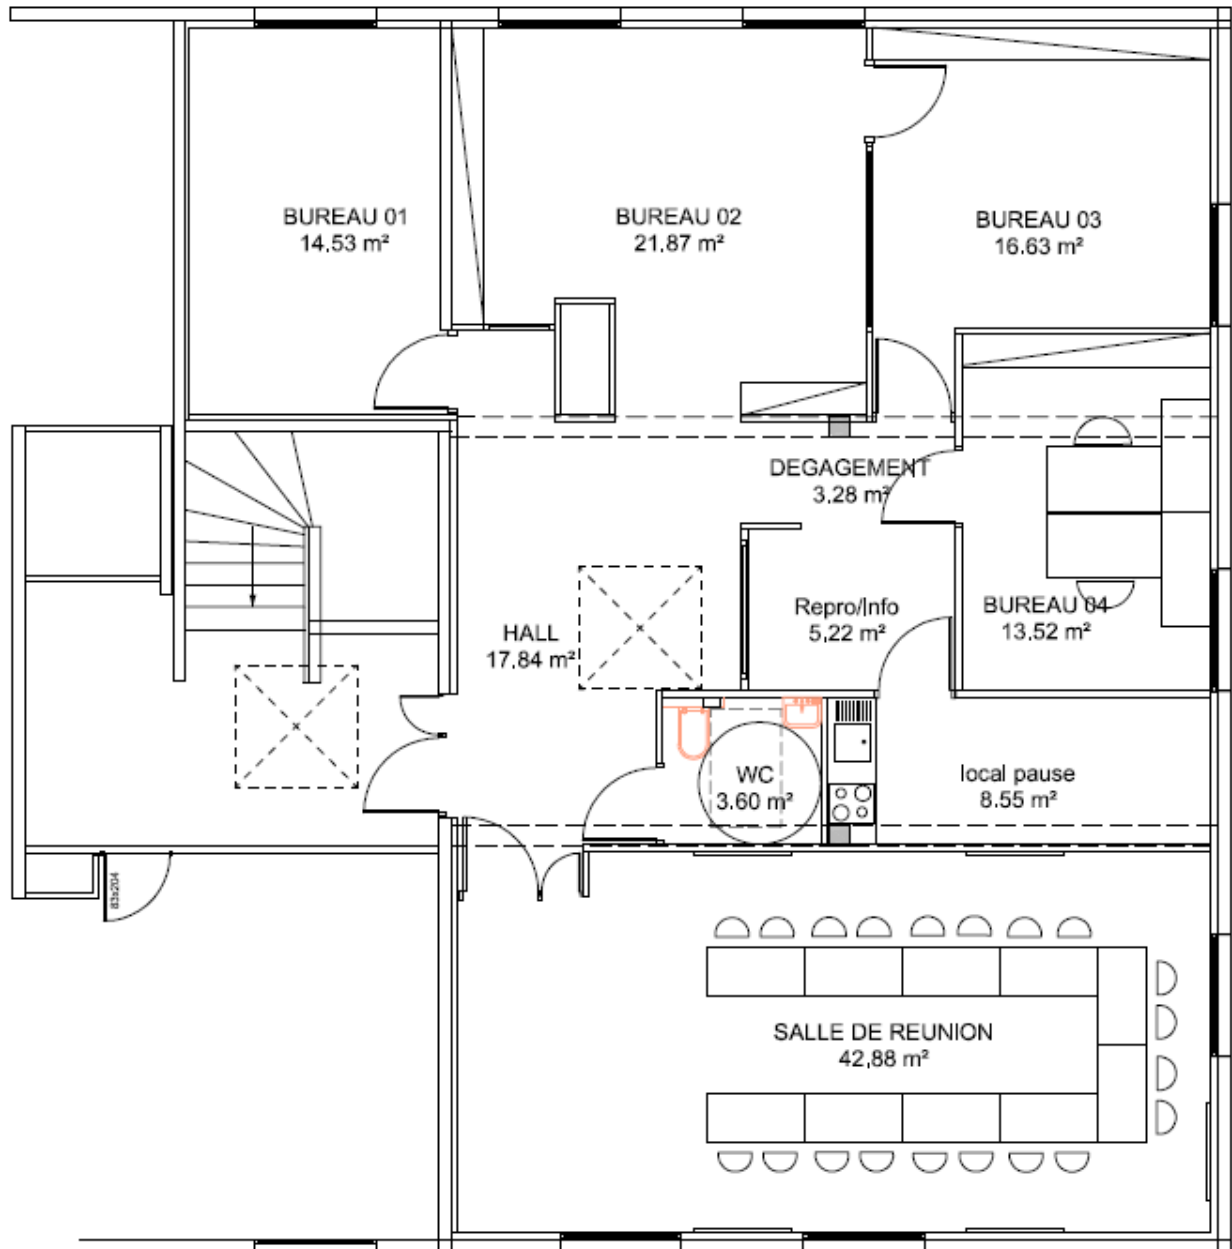 BUREAU 01
14.53 m²
BUREAU 02
21.87 m²
BUREAU 03
16.63 m²
DEGAGEMENT
3.28 m²
Repro/Info
5.22 m²
BUREAU 04
13.52 m²
HALL
17.84 m²
WC
3.60 m²
local pause
8.55 m²
83x204
SALLE DE REUNION
42,88 m²